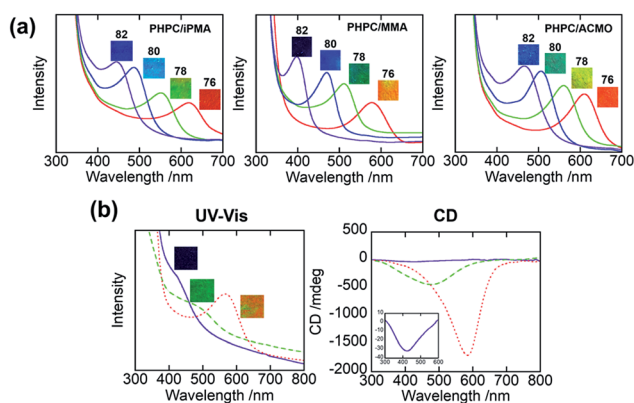 (a)
PHPC/iPMA
82
80
78
76
Intensity
300 400 500 600 700
Wavelength /nm
PHPC/MMA
82
80
78
76
Intensity
300 400 500 600 700
Wavelength /nm
PHPC/ACMO
82
80
78
76
Intensity
300 400 500 600 700
Wavelength /nm
(b)
UV-Vis
Intensity
300 400 500 600 700 800
Wavelength /nm
CD
CD /mdeg
500
0
-500
-1000
-1500
-2000
10
0
-10
-20
-30
-40
300 400 500 600
300 400 500 600 700 800
Wavelength /nm